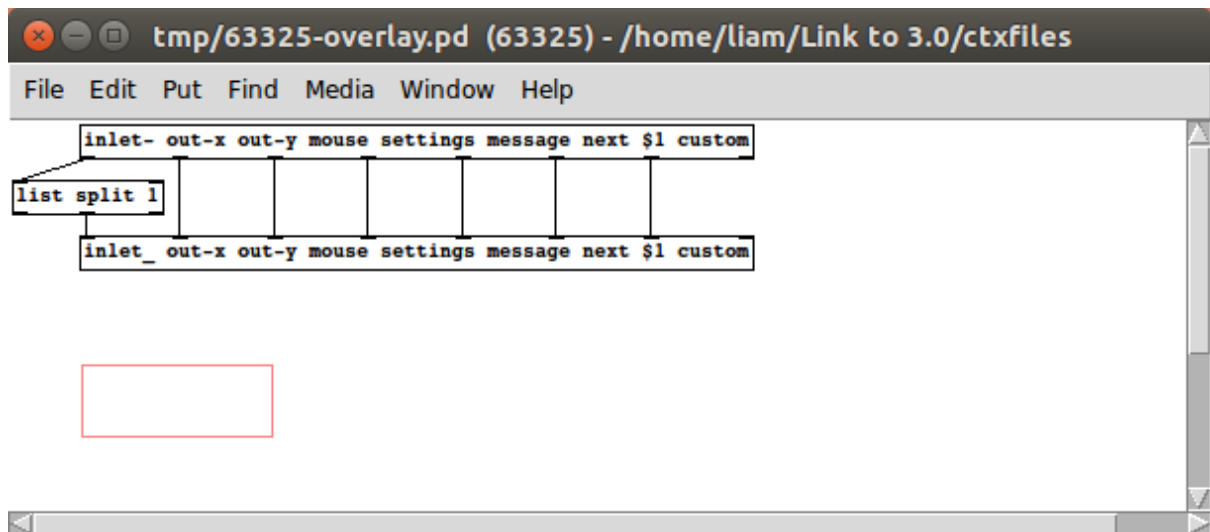 tmp/63325-overlay.pd (63325) - /home/liam/Link to 3.0/ctxfiles
File Edit Put Find Media Window Help
inlet- out-x out-y mouse settings message next $1 custom
list split 1
inlet_ out-x out-y mouse settings message next $1 custom